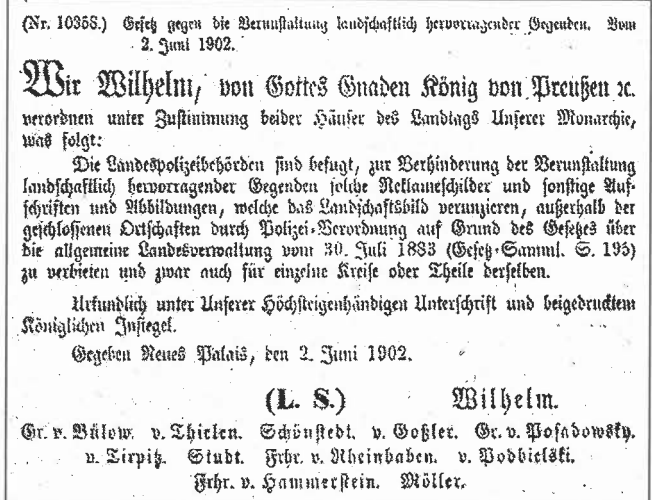 (Nr. 10358.) Gesetz gegen die Verunstaltung landschaftlich hervorragender Gegenden. Vom
2. Juni 1902.
Wir Wilhelm, von Gottes Gnaden König von Preußen ꝛc.
verordnen unter Zustimmung beider Häuser des Landtags Unserer Monarchie,
was folgt:
Die Landespolizeibehörden sind befugt, zur Verhinderung der Verunstaltung
landschaftlich hervorragender Gegenden solche Reklameschilder und sonstige Auf-
schriften und Abbildungen, welche das Landschaftsbild verunzieren, außerhalb der
geschlossenen Ortschaften durch Polizei-Verordnung auf Grund des Gesetzes über
die allgemeine Landesverwaltung vom 30. Juli 1883 (Gesetz-Samml. S. 195)
zu verbieten und zwar auch für einzelne Kreise oder Theile derselben.
Urkundlich unter Unserer Höchsteigenhändigen Unterschrift und beigedrucktem
Königlichen Insiegel.
Gegeben Neues Palais, den 2. Juni 1902.
(L. S.) Wilhelm.
Gr. v. Bülow. v. Thielen. Schönstedt. v. Goßler. Gr. v. Posadowsky.
v. Tirpitz. Studt. Frhr. v. Rheinbaben. v. Podbielski.
Frhr. v. Hammerstein. Möller.